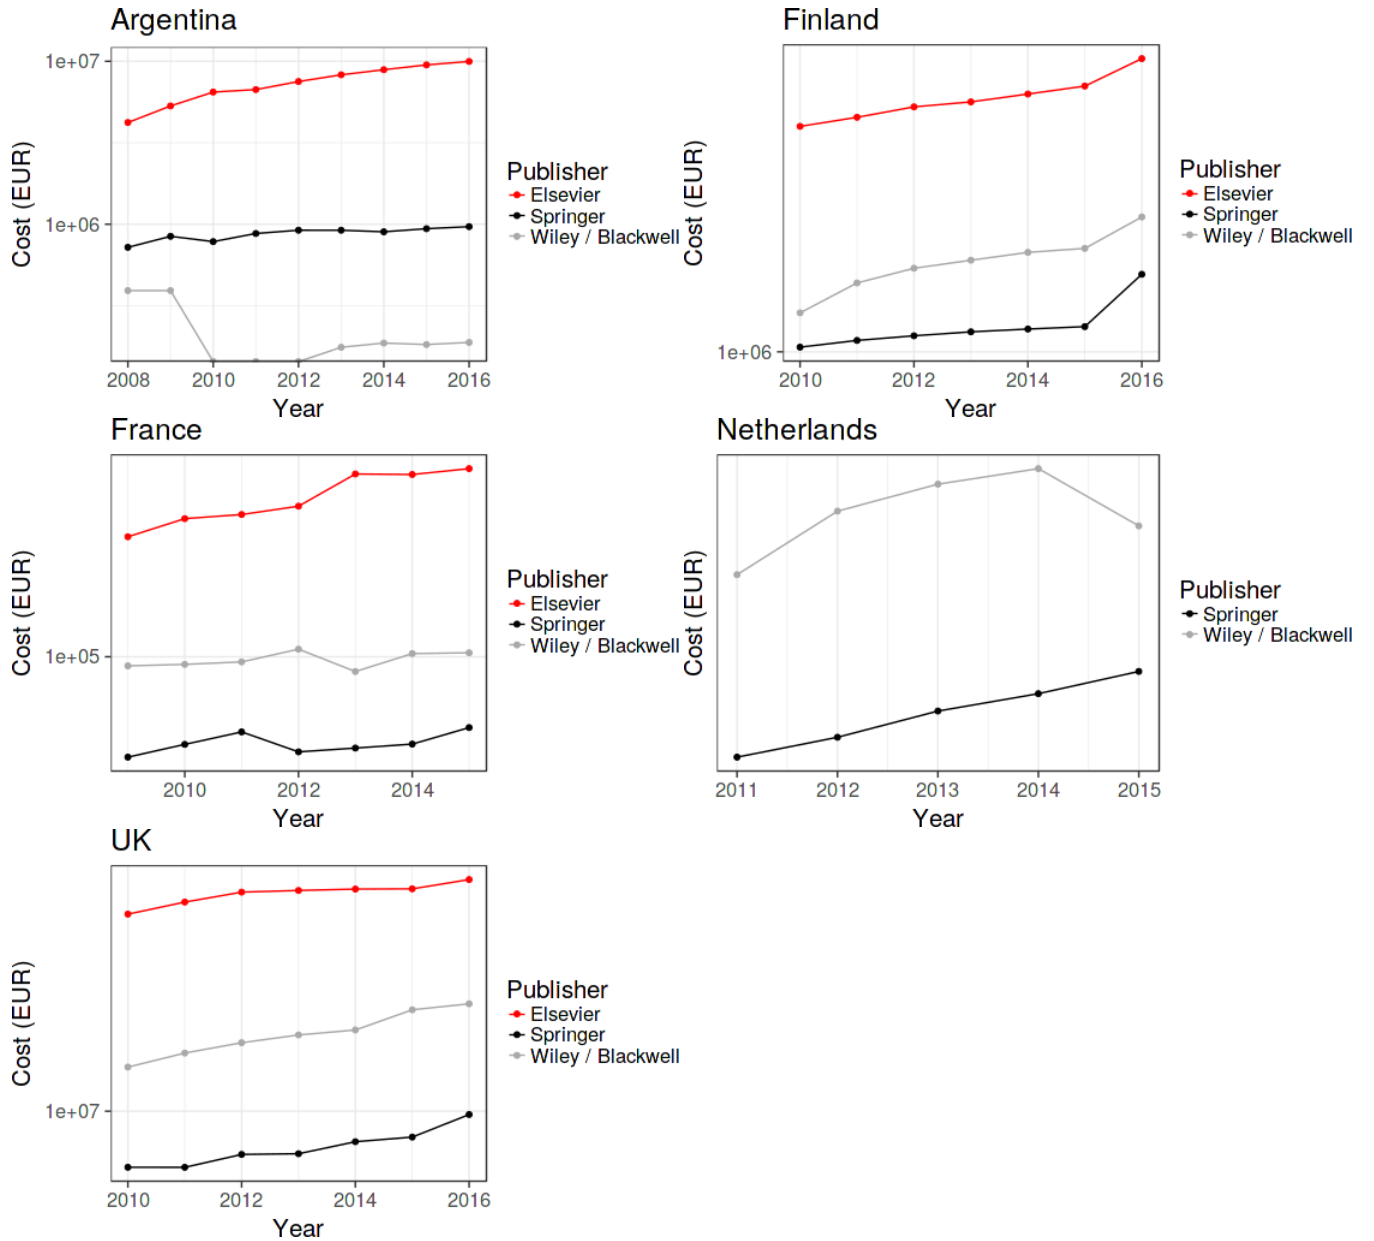 Argentina
Cost (EUR)
1e+07
1e+06
2008 2010 2012 2014 2016
Year
Publisher
Elsevier
Springer
Wiley / Blackwell
Finland
Cost (EUR)
1e+06
2010 2012 2014 2016
Year
Publisher
Elsevier
Springer
Wiley / Blackwell
France
Cost (EUR)
1e+05
2010 2012 2014
Year
Publisher
Elsevier
Springer
Wiley / Blackwell
Netherlands
Cost (EUR)
2011 2012 2013 2014 2015
Year
Publisher
Springer
Wiley / Blackwell
UK
Cost (EUR)
1e+07
2010 2012 2014 2016
Year
Publisher
Elsevier
Springer
Wiley / Blackwell